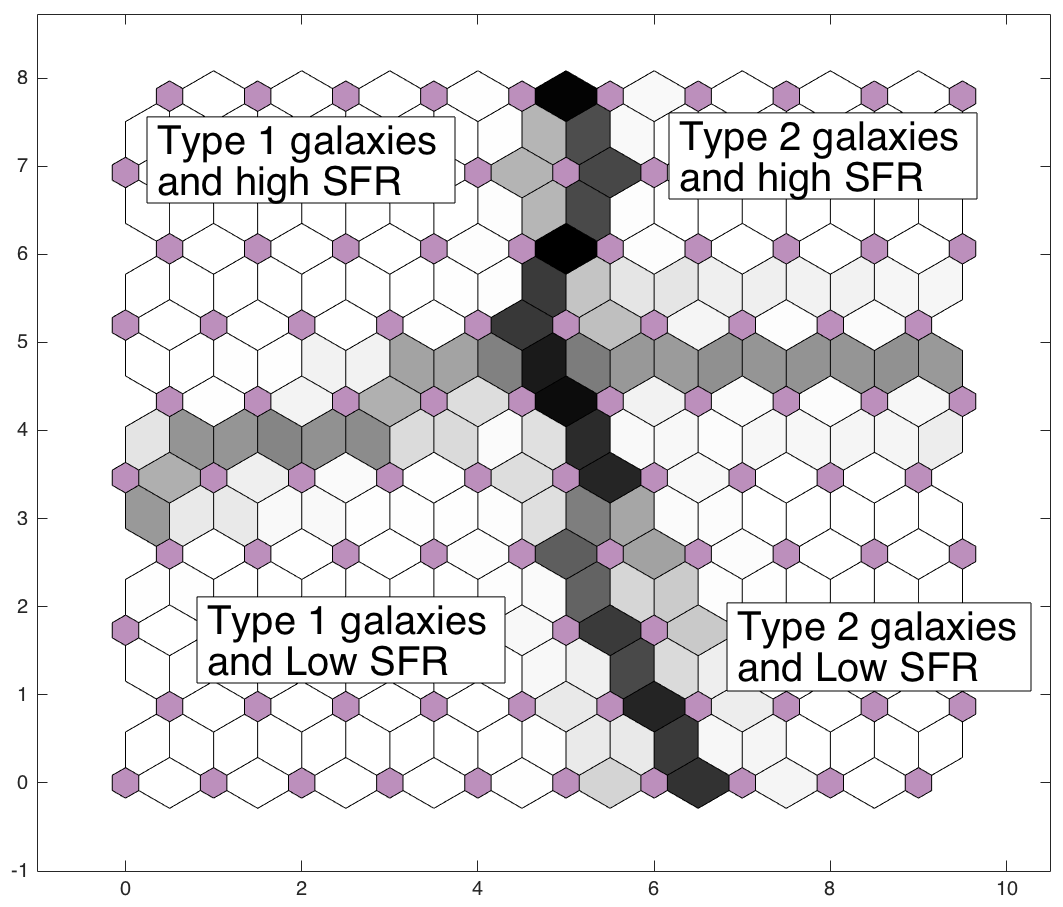 8
7
6
5
4
3
2
1
0
-1
0 2 4 6 8 10
Type 1 galaxies
and high SFR
Type 2 galaxies
and high SFR
Type 1 galaxies
and Low SFR
Type 2 galaxies
and Low SFR